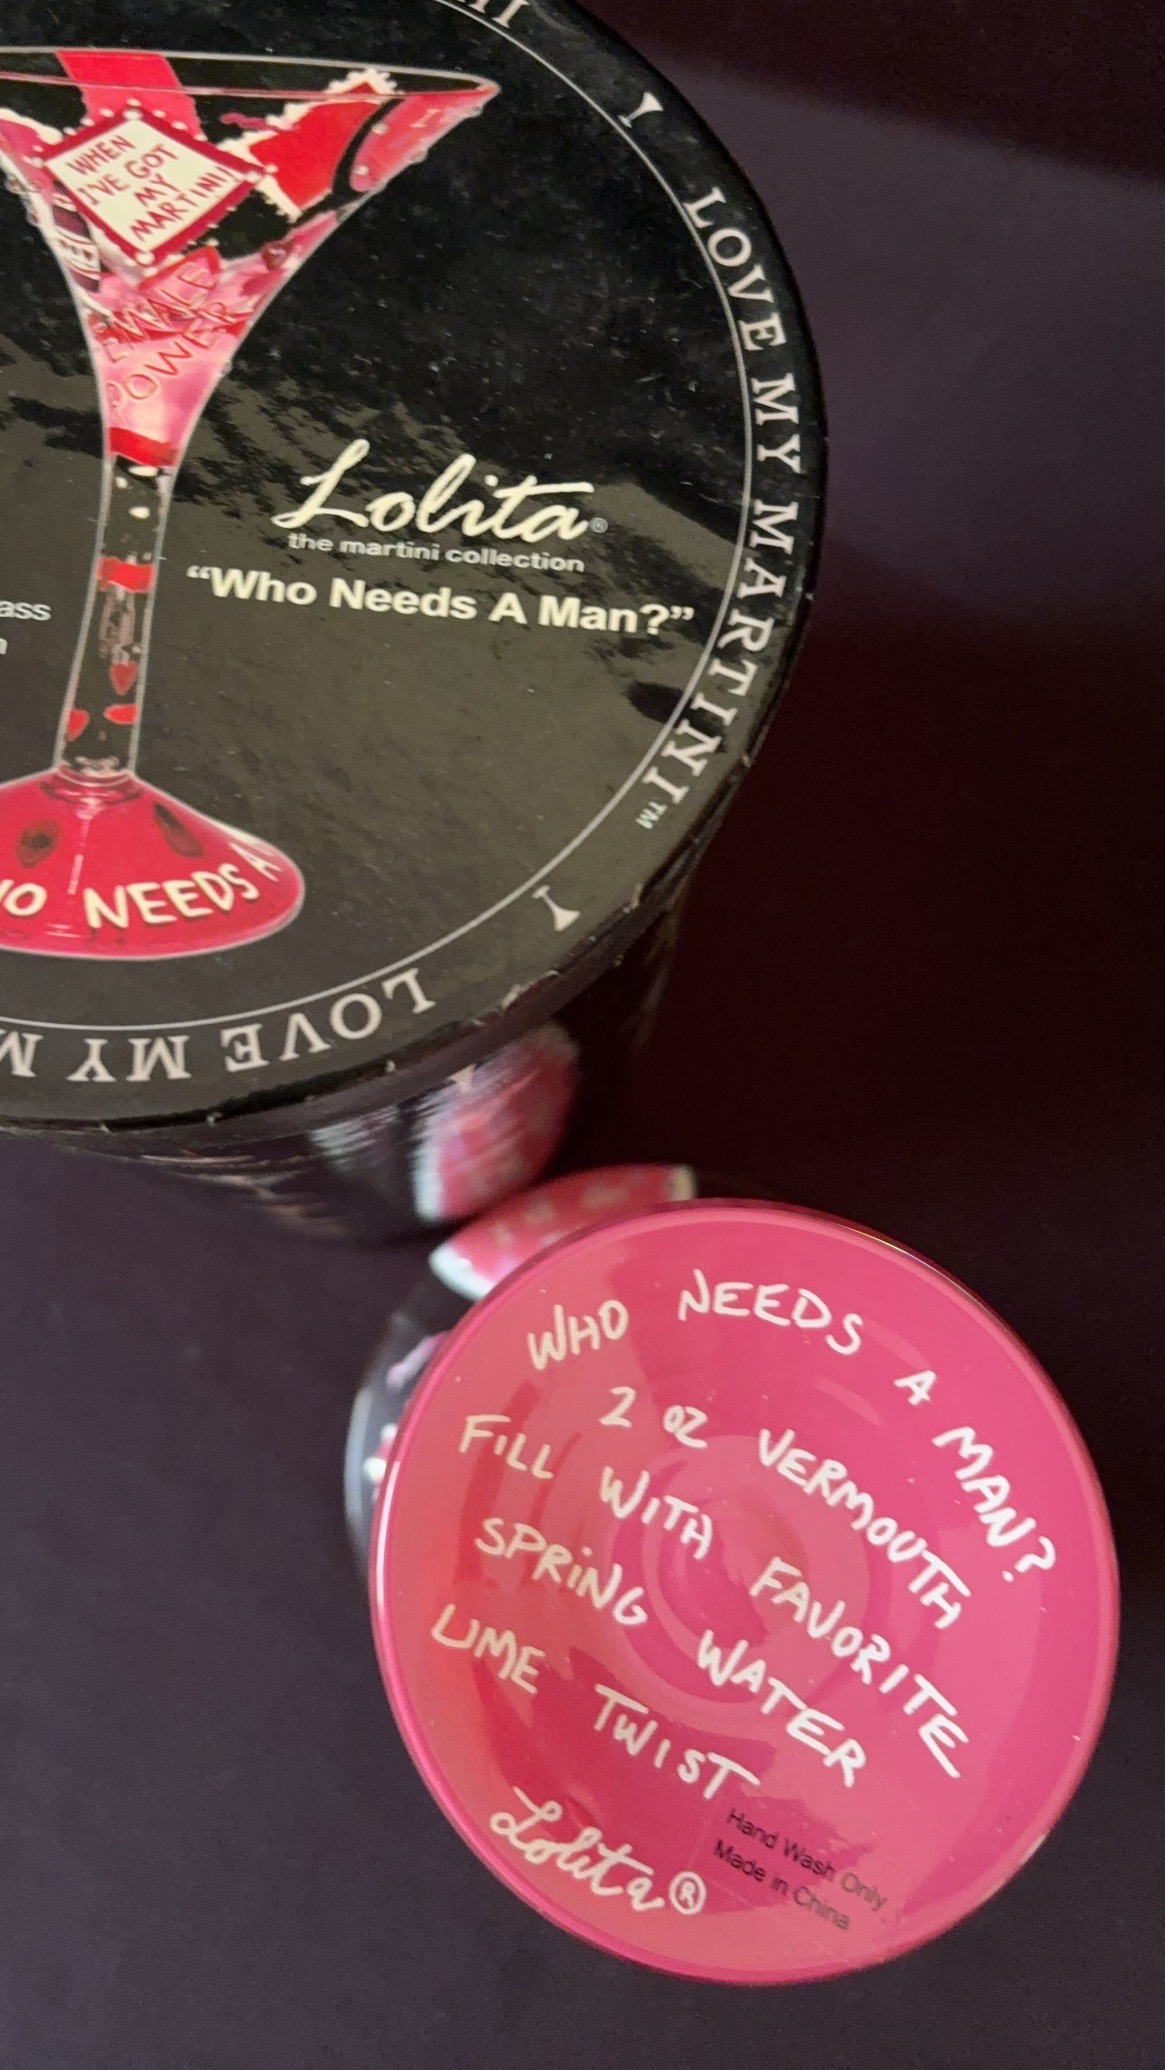 I LOVE MY MARTINI™
I LOVE MY M
WHEN
I'VE GOT
MY
MARTINI!
POWER
Lolita®
the martini collection
"Who Needs A Man?"
ass
NEEDS A
WHO NEEDS A MAN?
2 OZ VERMOUTH
FILL WITH FAVORITE
SPRING WATER
LIME TWIST
Lolita®
Hand Wash Only
Made in China